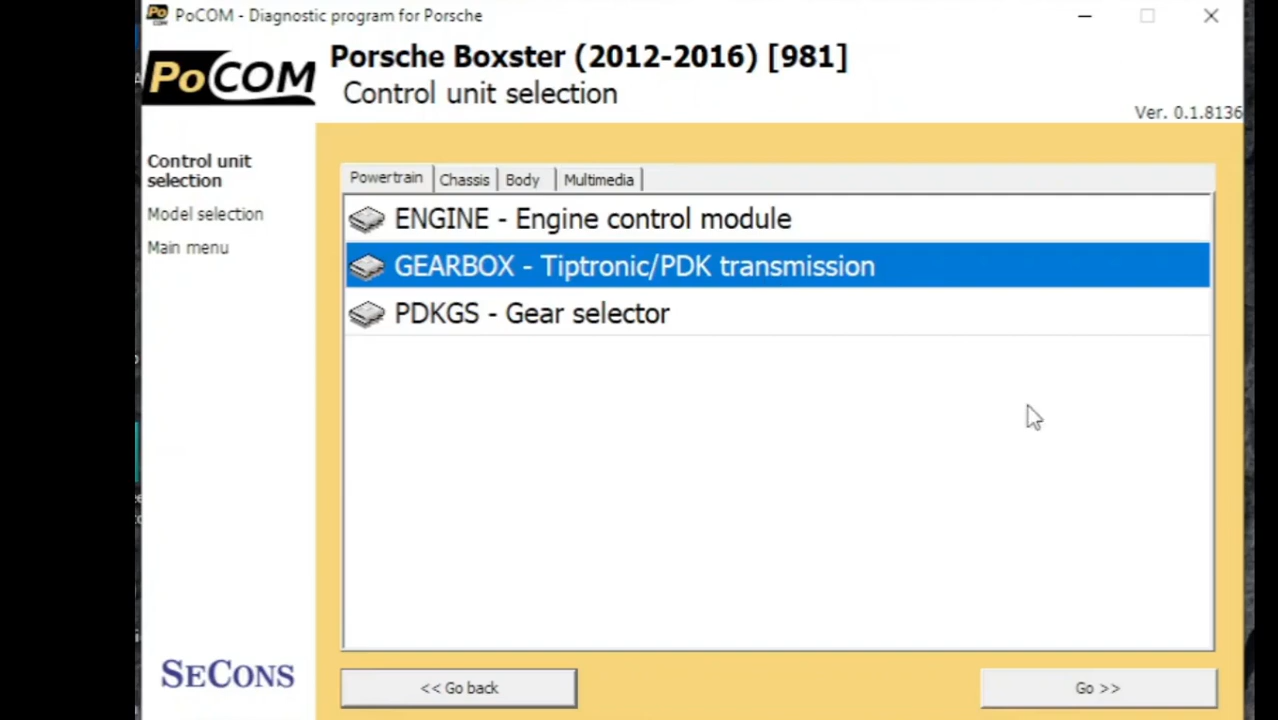 Po COM PoCOM - Diagnostic program for Porsche
PoCOM
Porsche Boxster (2012-2016) [981]
Control unit selection
Ver. 0.1.8136
Control unit
selection
Model selection
Main menu
Powertrain Chassis Body Multimedia
ENGINE - Engine control module
GEARBOX - Tiptronic/PDK transmission
PDKGS - Gear selector
SECONS
<< Go back
Go >>